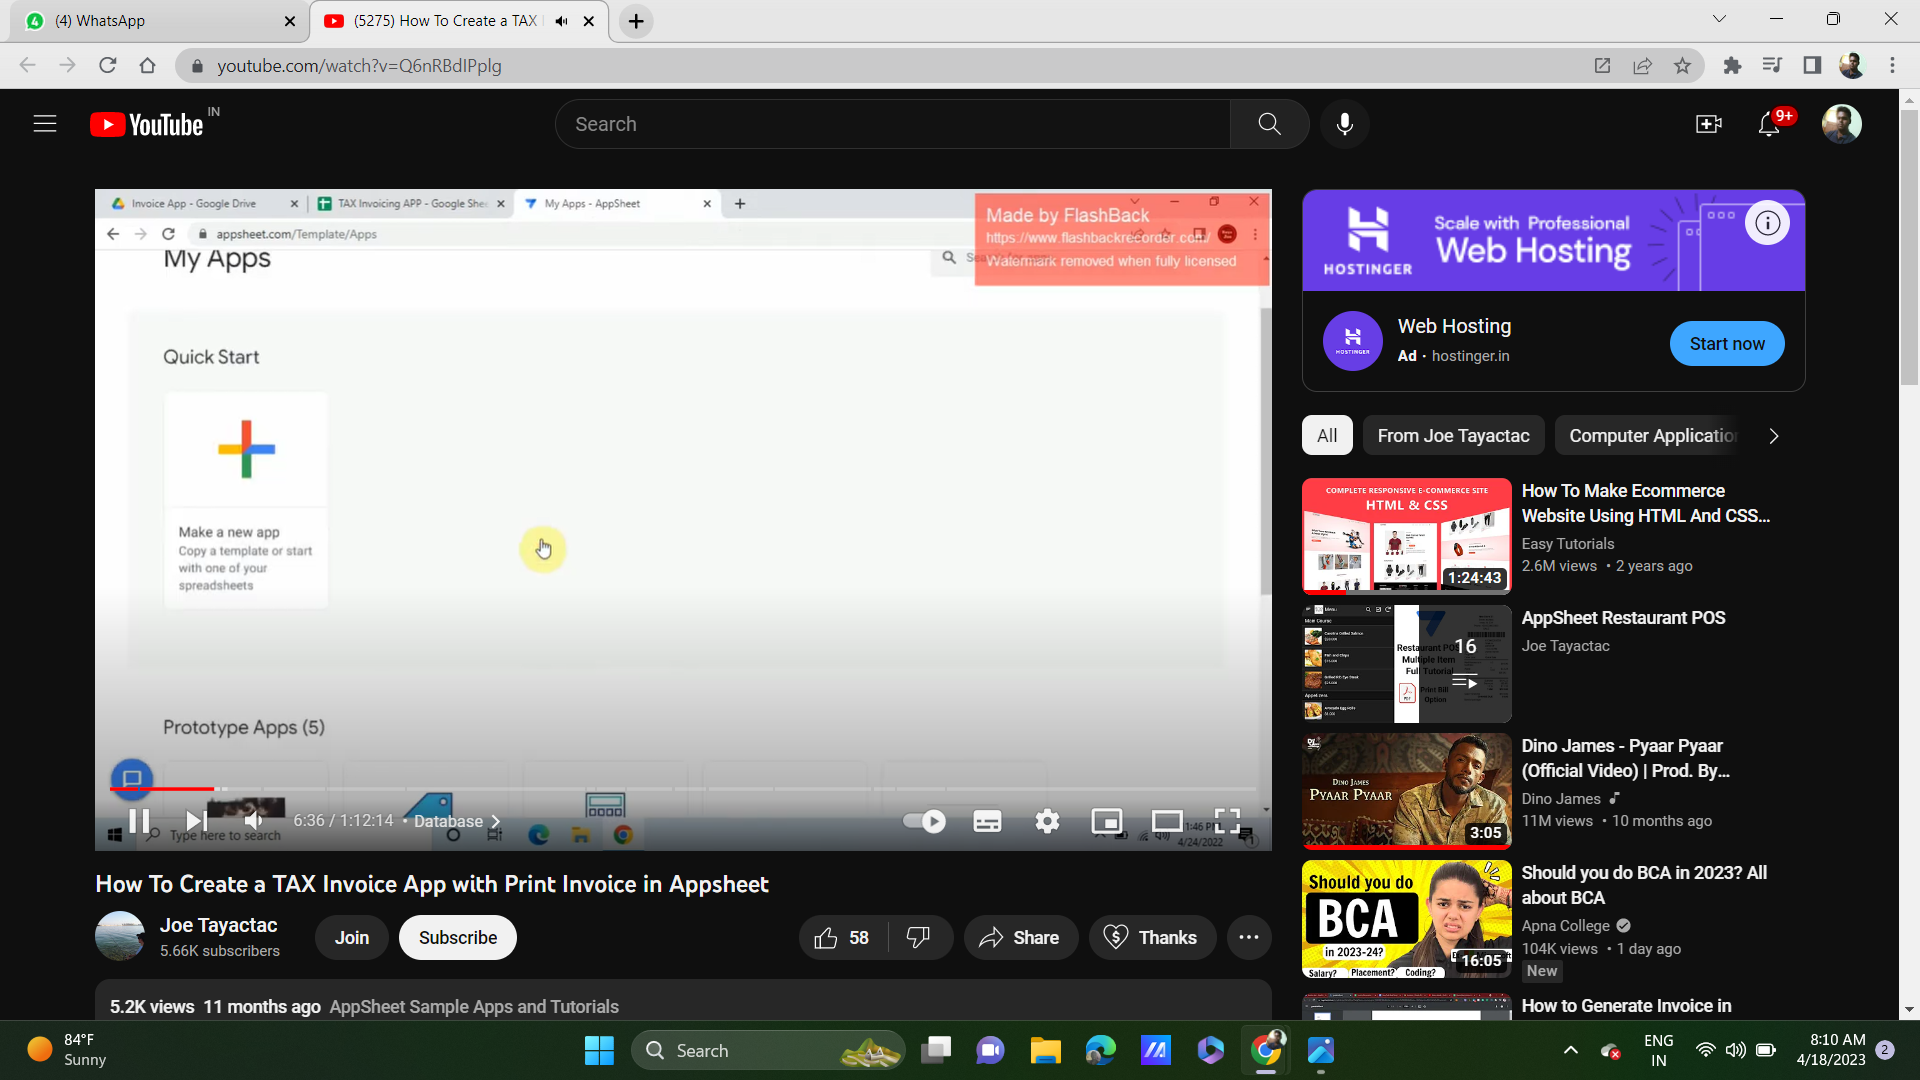 (4) WhatsApp
(5275) How To Create a TAX
youtube.com/watch?v=Q6nRBdIPplg
YouTube IN
Search
9+
Invoice App - Google Drive
TAX Invoicing APP - Google She
My Apps - AppSheet
appsheet.com/Template/Apps
Made by FlashBack
https://www.flashbackrecorder.com/
Watermark removed when fully licensed
My Apps
Quick Start
Make a new app
Copy a template or start
with one of your
spreadsheets
Prototype Apps (5)
6:36 / 1:12:14 • Database
Type here to search
1:46 PM
4/24/2022
How To Create a TAX Invoice App with Print Invoice in Appsheet
Joe Tayactac
5.66K subscribers
Join
Subscribe
58
Share
Thanks
5.2K views 11 months ago AppSheet Sample Apps and Tutorials
HOSTINGER
Scale with Professional
Web Hosting
HOSTINGER
Web Hosting
Ad · hostinger.in
Start now
All
From Joe Tayactac
Computer Applicatio
COMPLETE RESPONSIVE E-COMMERCE SITE
HTML & CSS
1:24:43
How To Make Ecommerce
Website Using HTML And CSS...
Easy Tutorials
2.6M views • 2 years ago
Restaurant POS
Multiple Item
Full Tutorial
Print Bill
Option
16
AppSheet Restaurant POS
Joe Tayactac
DINO JAMES
PYAAR PYAAR
3:05
Dino James - Pyaar Pyaar
(Official Video) | Prod. By...
Dino James
11M views • 10 months ago
Should you do
BCA
in 2023-24?
Salary? Placement? Coding?
16:05
Should you do BCA in 2023? All
about BCA
Apna College
104K views • 1 day ago
New
How to Generate Invoice in
84°F
Sunny
Search
ENG
IN
8:10 AM
4/18/2023
2